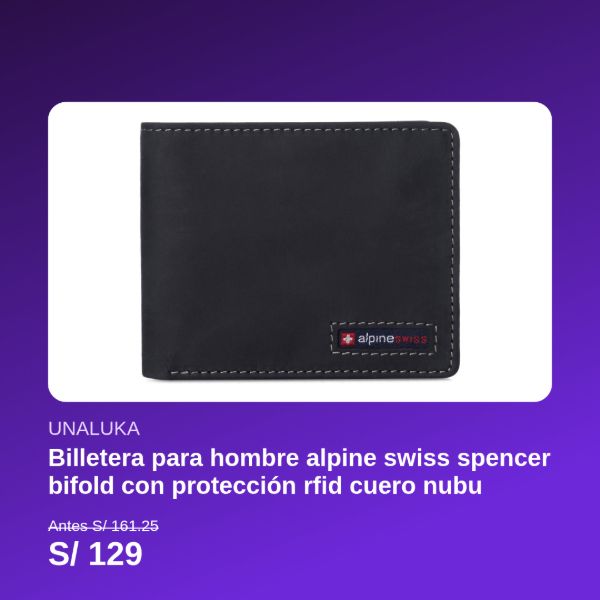 alpineswiss
UNALUKA
Billetera para hombre alpine swiss spencer
bifold con protección rfid cuero nubu
Antes S/ 161.25
S/ 129